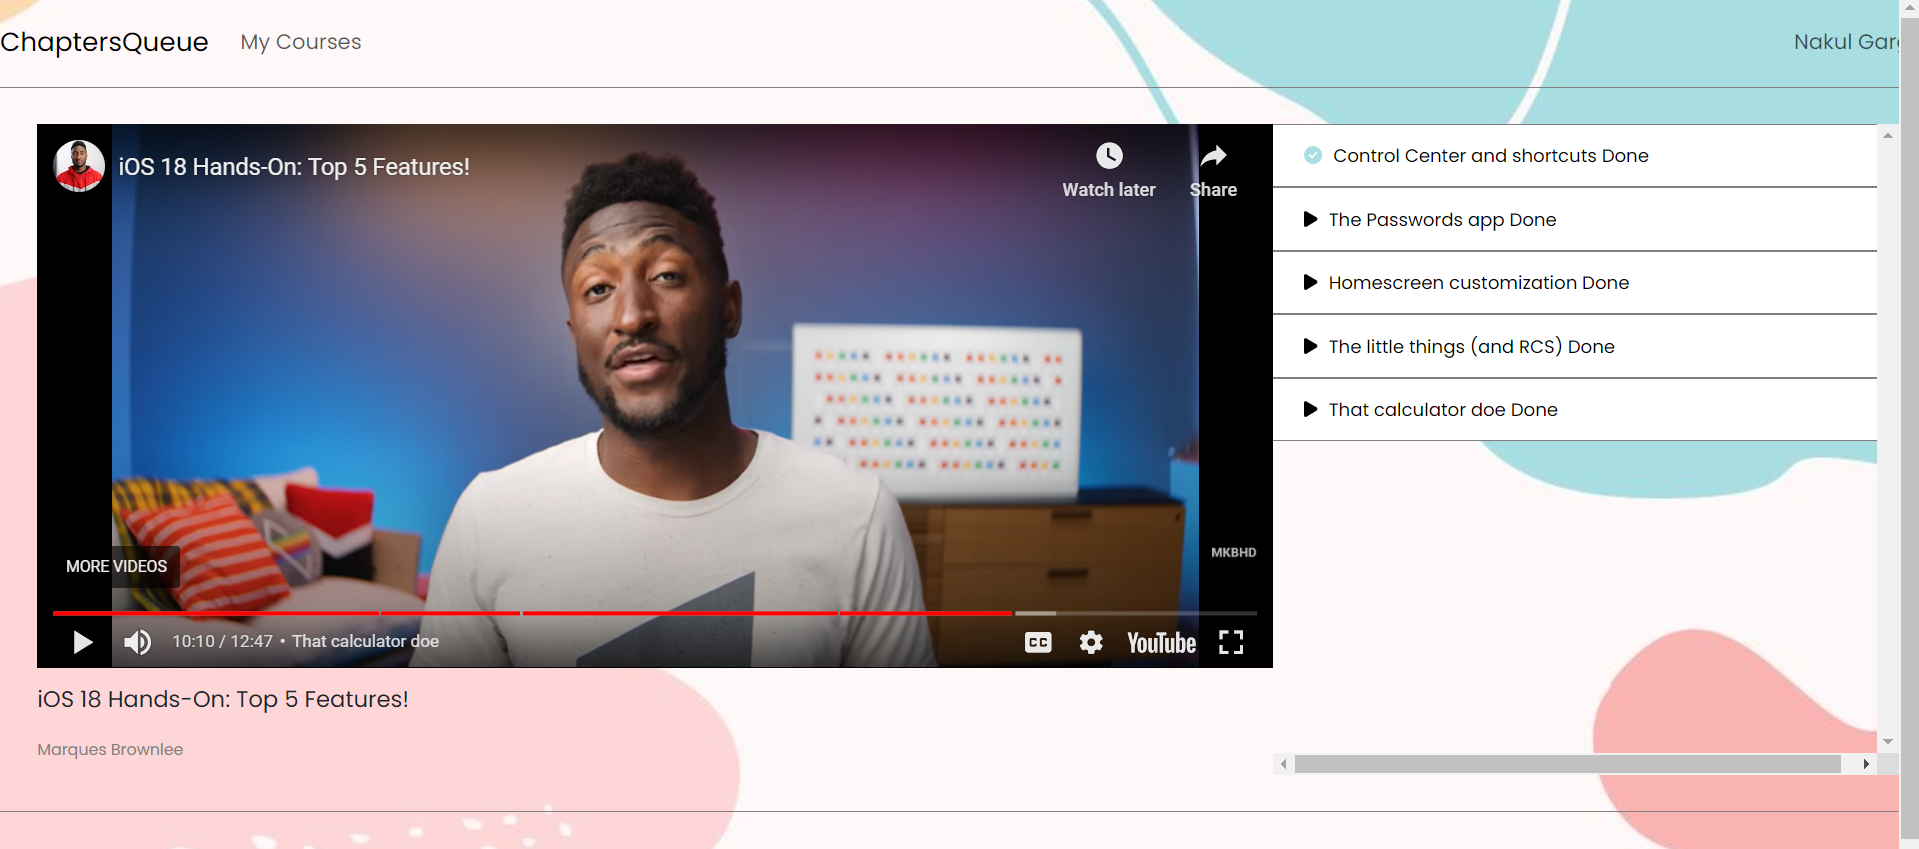 ChaptersQueue My Courses
iOS 18 Hands-On: Top 5 Features!
Watch later
Share
MKBHD
MORE VIDEOS
10:10 / 12:47 • That calculator doe
CC
YouTube
Control Center and shortcuts Done
The Passwords app Done
Homescreen customization Done
The little things (and RCS) Done
That calculator doe Done
iOS 18 Hands-On: Top 5 Features!
Marques Brownlee
Nakul